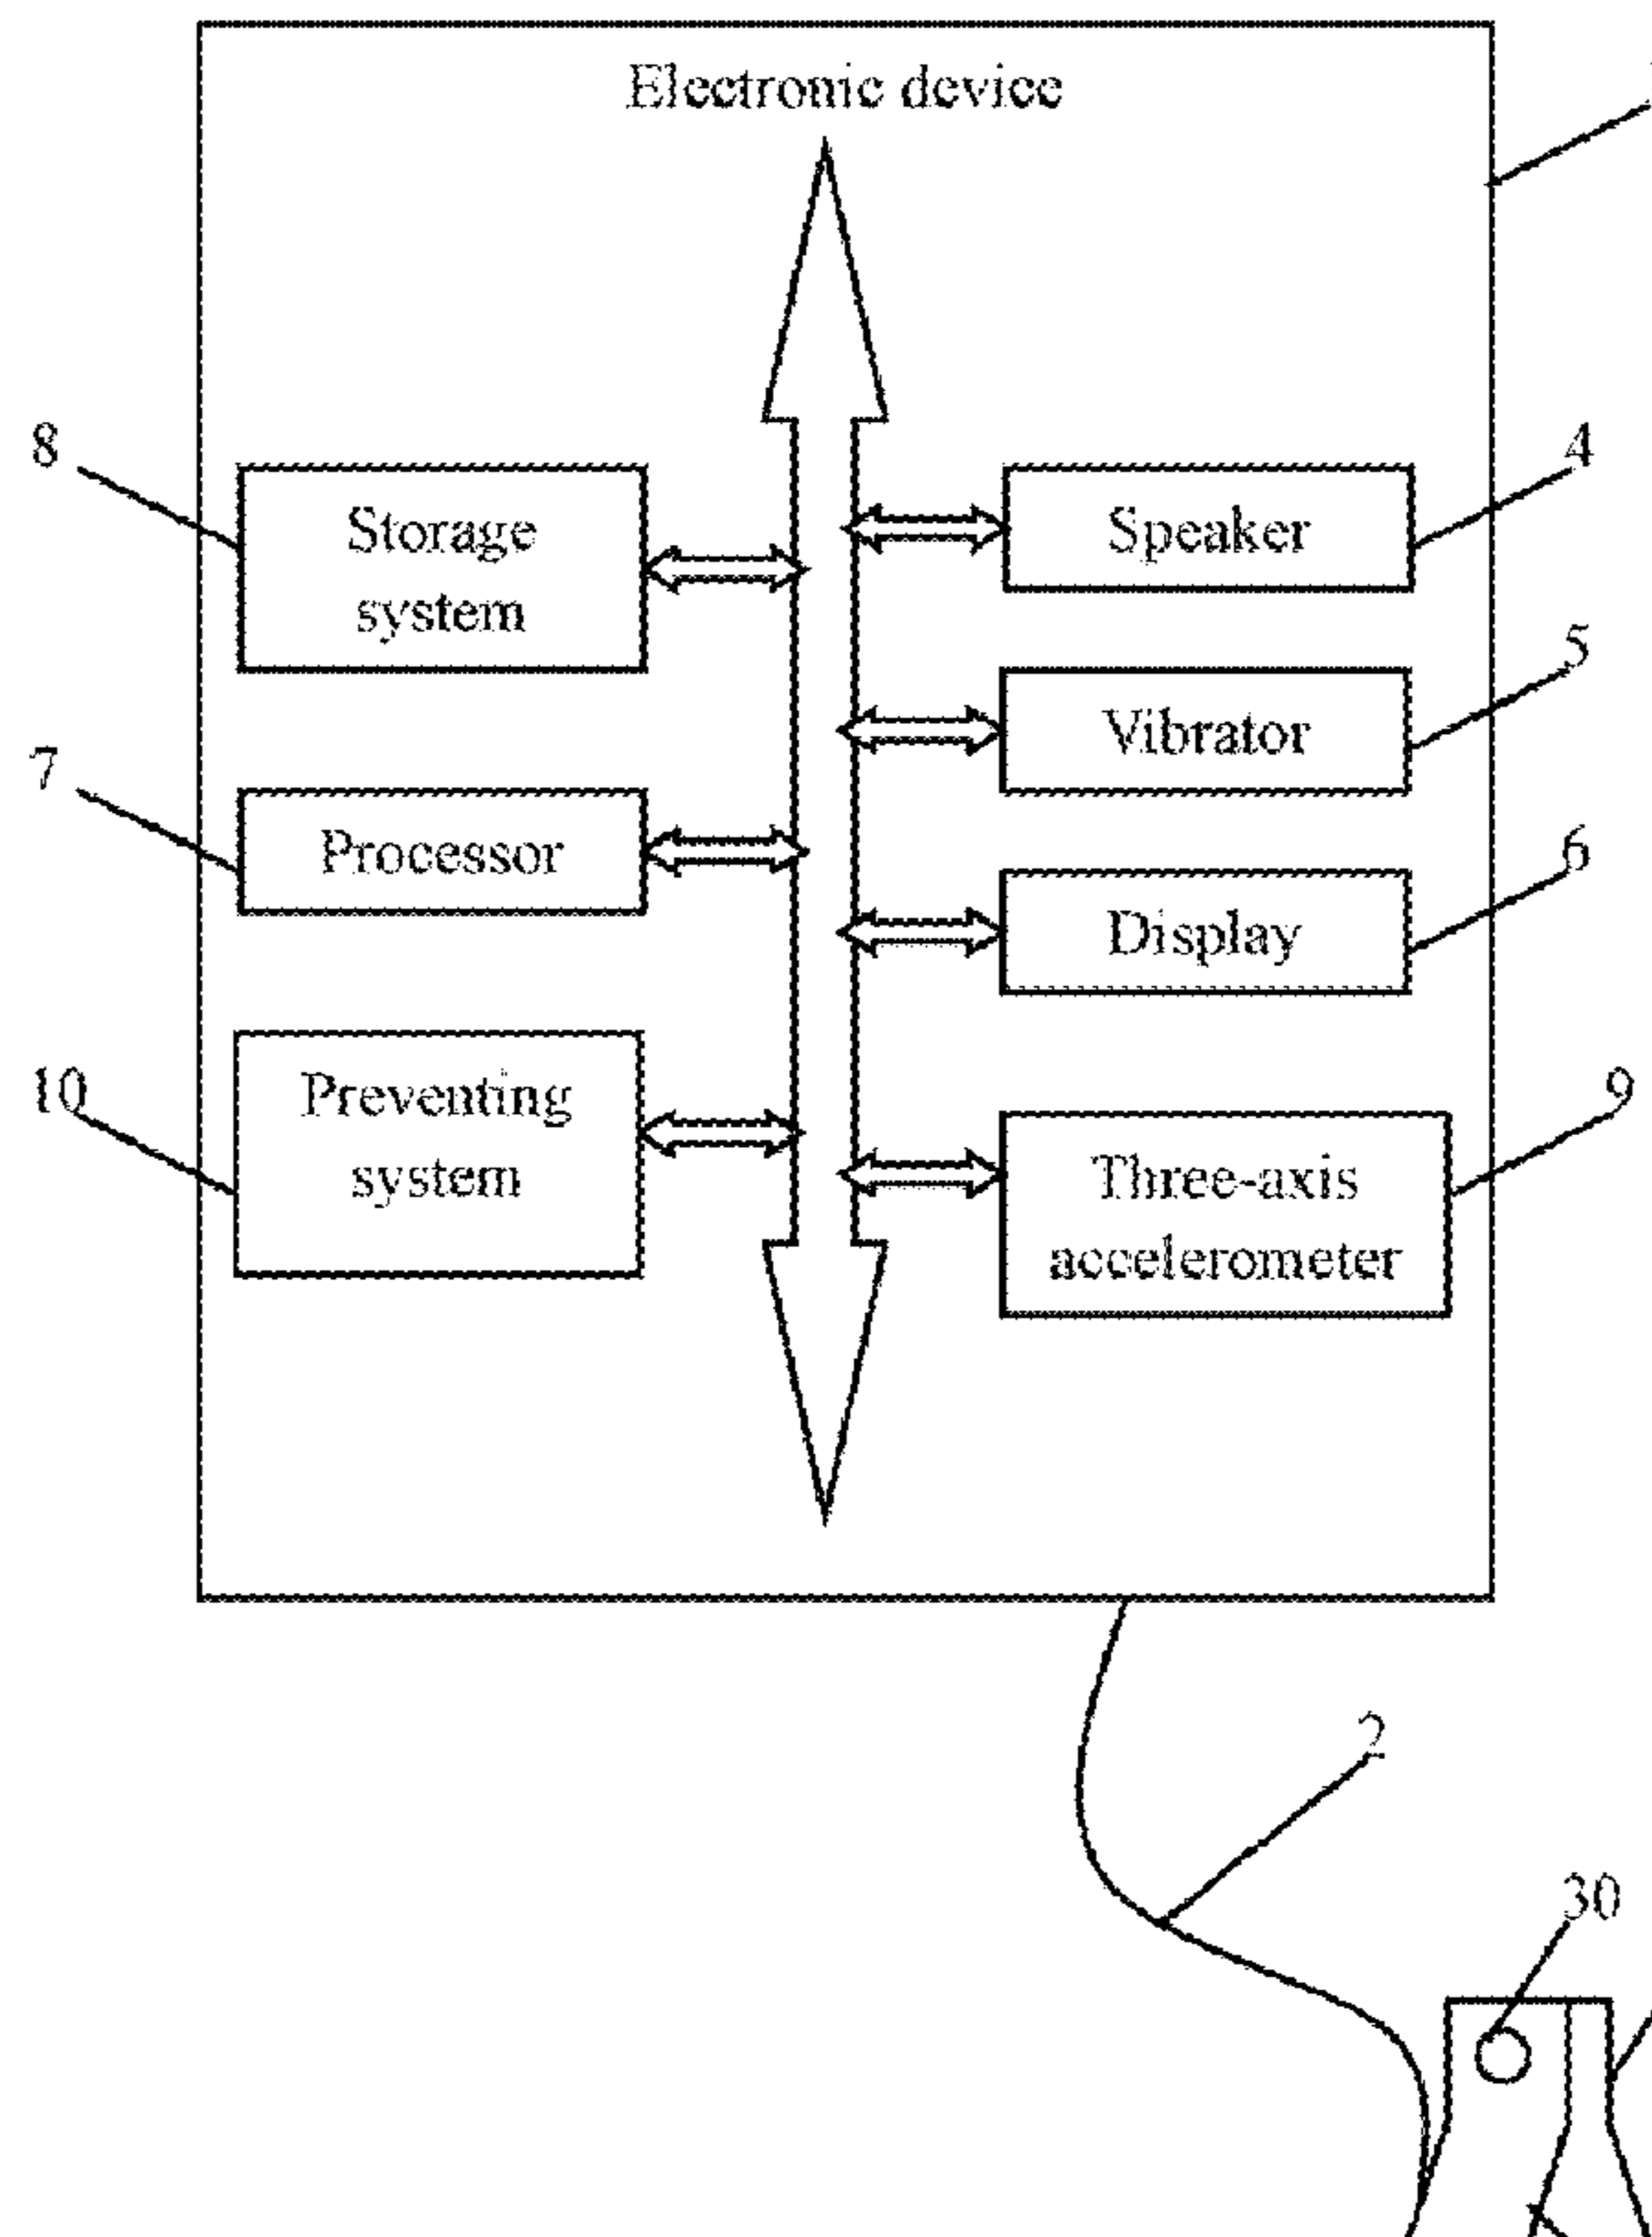 Electronic device
8
Storage
system
4
Speaker
5
Vibrator
7
Processor
6
Display
10
Preventing
system
9
Three-axis
accelerometer
2
30